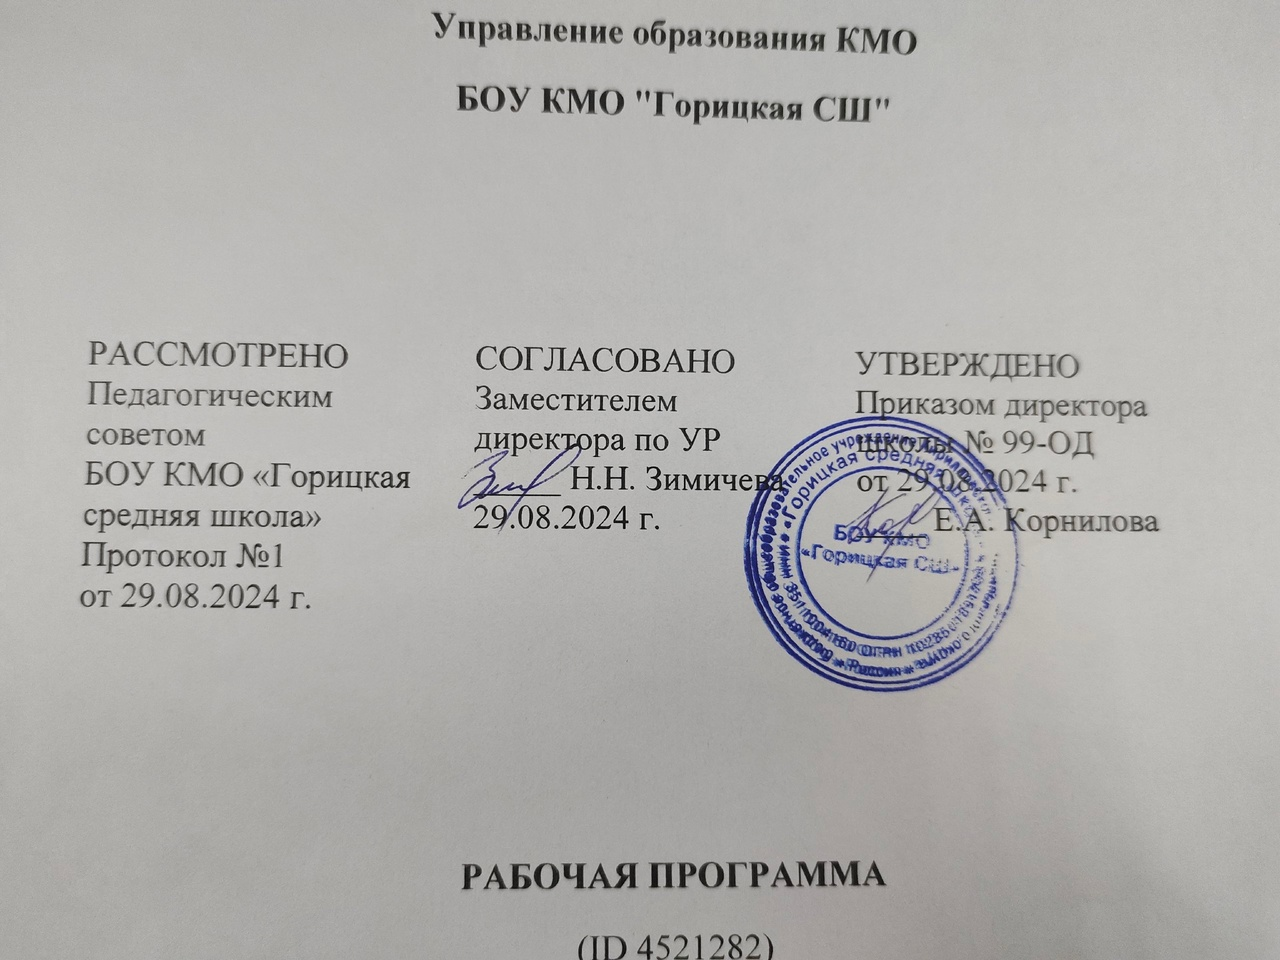 Управление образования КМО
БОУ КМО "Горицкая СШ"
РАССМОТРЕНО
Педагогическим
советом
БОУ КМО «Горицкая
средняя школа»
Протокол №1
от 29.08.2024 г.
СОГЛАСОВАНО
Заместителем
директора по УР
Н.Н. Зимичева
29.08.2024 г.
УТВЕРЖДЕНО
Приказом директора
школы № 99-ОД
от 29.08.2024 г.
Е.А. Корнилова
общеобразовательное учреждение
«Горицкая средняя
БОУ КМО
«Горицкая СШ»
РАБОЧАЯ ПРОГРАММА
(ID 4521282)